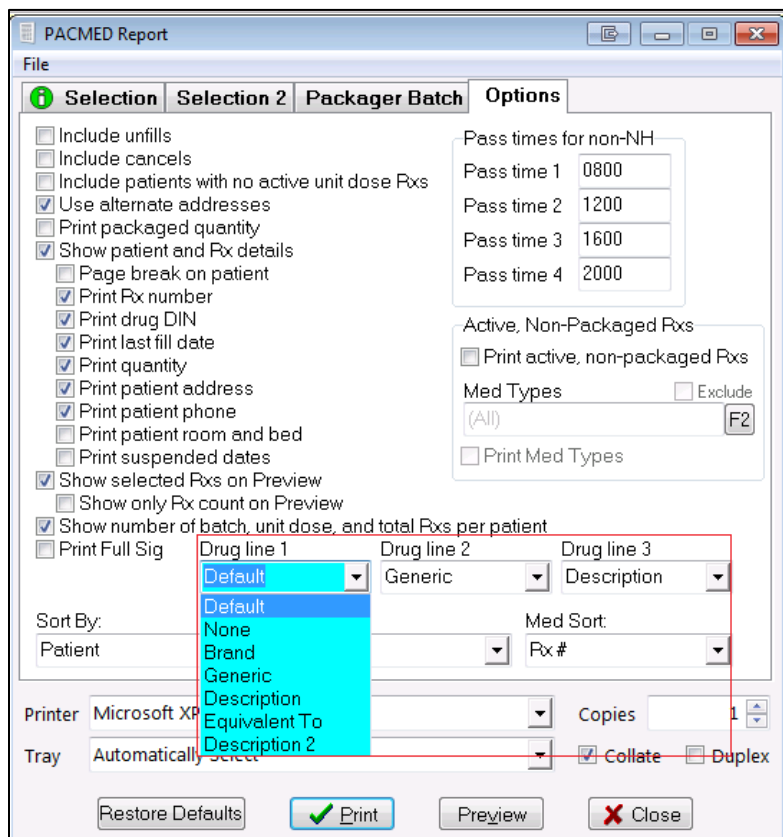 PACMED Report
File
Selection Selection 2 Packager Batch Options
Include unfills
Include cancels
Include patients with no active unit dose Rxs
Use alternate addresses
Print packaged quantity
Show patient and Rx details
Page break on patient
Print Rx number
Print drug DIN
Print last fill date
Print quantity
Print patient address
Print patient phone
Print patient room and bed
Print suspended dates
Show selected Rxs on Preview
Show only Rx count on Preview
Show number of batch, unit dose, and total Rxs per patient
Print Full Sig
Pass times for non-NH
Pass time 1 0800
Pass time 2 1200
Pass time 3 1600
Pass time 4 2000
Active, Non-Packaged Rxs
Print active, non-packaged Rxs
Med Types Exclude
(All) F2
Print Med Types
Drug line 1 Drug line 2 Drug line 3
Default Generic Description
Default
None
Brand
Generic
Description
Equivalent To
Description 2
Sort By: Med Sort:
Patient Rx #
Printer Microsoft XP Copies 1
Tray Automatically Select Collate Duplex
Restore Defaults Print Preview Close